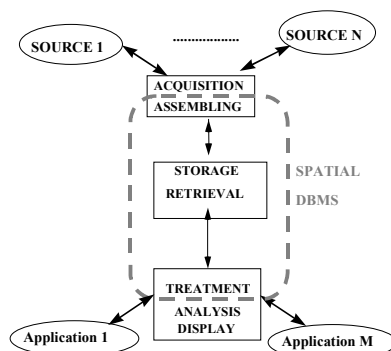 SOURCE 1
SOURCE N
ACQUISITION
ASSEMBLING
STORAGE
RETRIEVAL
SPATIAL
DBMS
TREATMENT
ANALYSIS
DISPLAY
Application 1
Application M